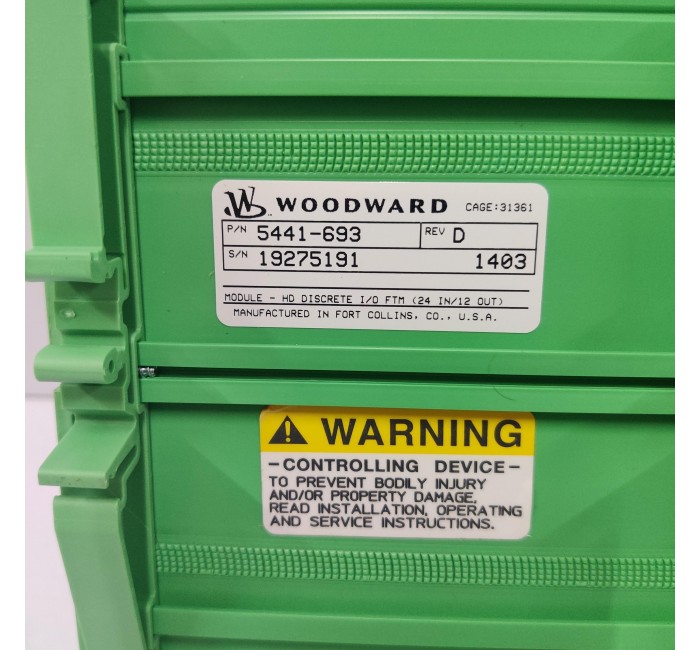 WOODWARD CAGE:31361
P/N 5441-693 REV D
S/N 19275191 1403
MODULE - HD DISCRETE I/O FTM (24 IN/12 OUT)
MANUFACTURED IN FORT COLLINS, CO., U.S.A.
WARNING
-CONTROLLING DEVICE-
TO PREVENT BODILY INJURY
AND/OR PROPERTY DAMAGE,
READ INSTALLATION, OPERATING
AND SERVICE INSTRUCTIONS.